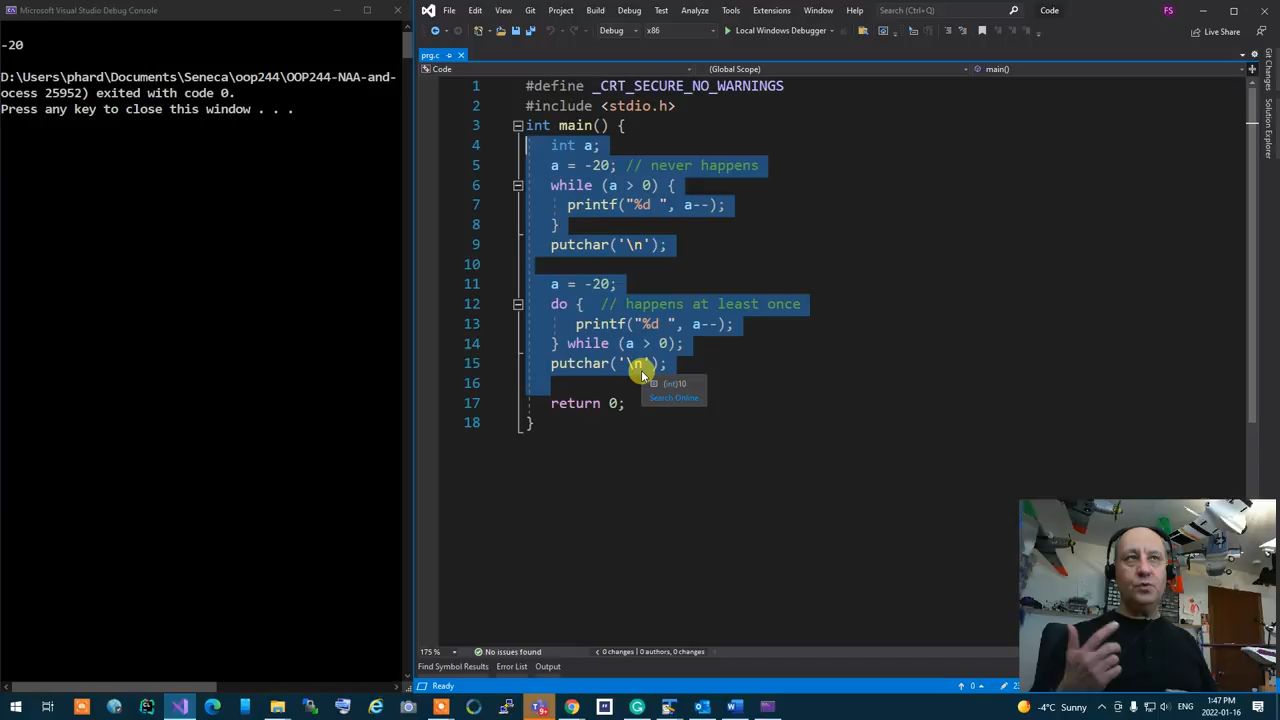 Microsoft Visual Studio Debug Console
-20
D:\Users\phard\Documents\Seneca\oop244\OOP244-NAA-and-
ocess 25952) exited with code 0.
Press any key to close this window . . .
File Edit View Git Project Build Debug Test Analyze Tools Extensions Window Help Search (Ctrl+Q) Code FS
Debug x86 Local Windows Debugger Live Share
prg.c
Code (Global Scope) main()
1 #define _CRT_SECURE_NO_WARNINGS
2 #include <stdio.h>
3 int main() {
4 int a;
5 a = -20; // never happens
6 while (a > 0) {
7 printf("%d ", a--);
8 }
9 putchar('\n');
10
11 a = -20;
12 do { // happens at least once
13 printf("%d ", a--);
14 } while (a > 0);
15 putchar('\n');
16
(int)10
Search Online
17 return 0;
18 }
Git Changes
Solution Explorer
175 % No issues found 0 changes | 0 authors, 0 changes
Find Symbol Results Error List Output
Ready 0
-4°C Sunny 1:47 PM
2022-01-16